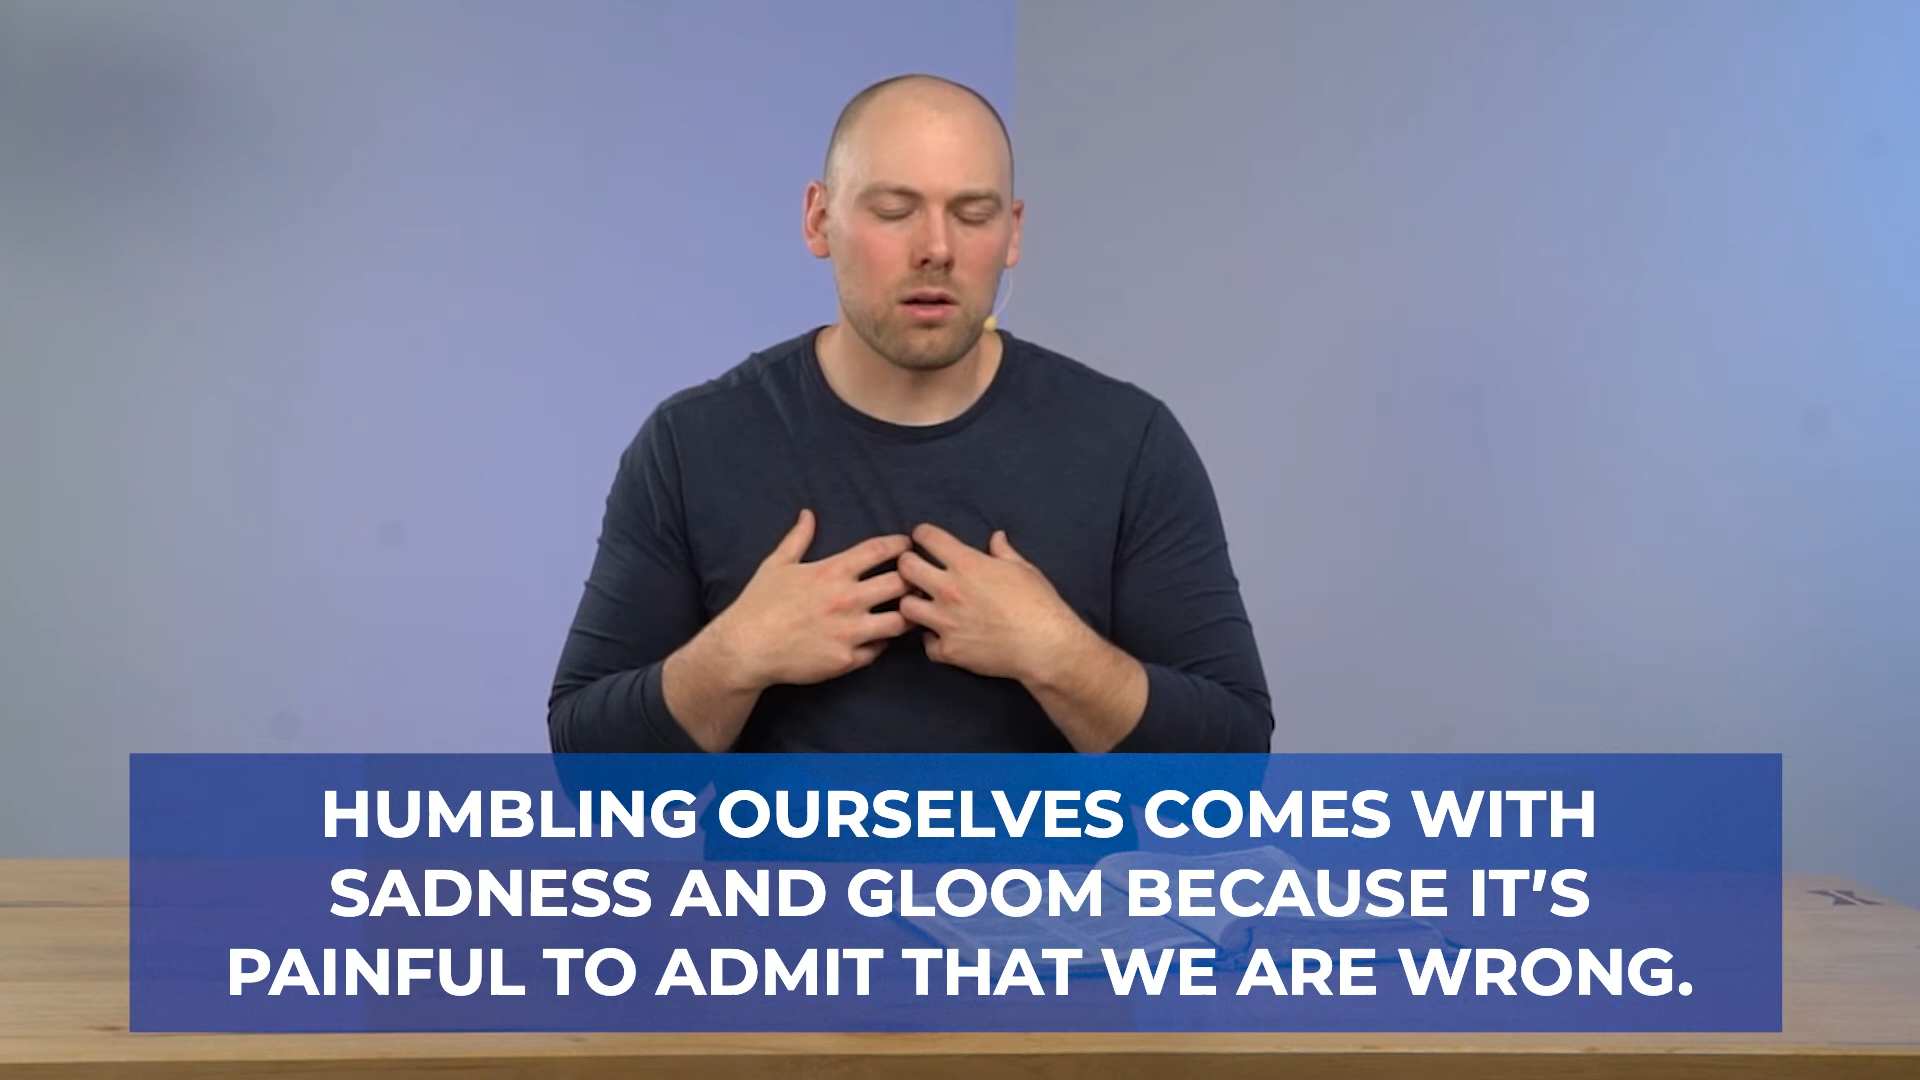 HUMBLING OURSELVES COMES WITH
SADNESS AND GLOOM BECAUSE IT'S
PAINFUL TO ADMIT THAT WE ARE WRONG.